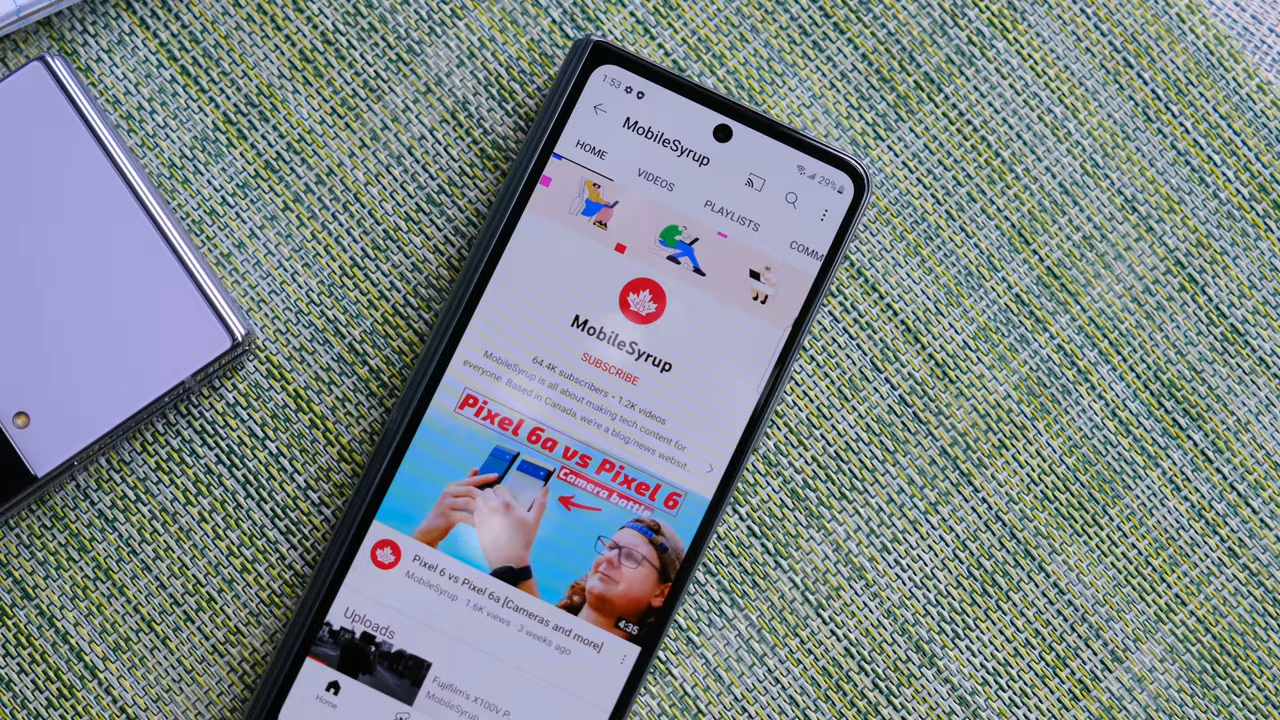 1:53
29%
MobileSyrup
HOME
VIDEOS
PLAYLISTS
COMM
MobileSyrup
SUBSCRIBE
64.4K subscribers • 1.2K videos
MobileSyrup is all about making tech content for
everyone. Based in Canada, we're a blog/news websit...
Pixel 6a vs Pixel 6
Camera battle
4:35
Pixel 6 vs Pixel 6a [Cameras and more]
MobileSyrup · 1.6K views · 3 weeks ago
Uploads
Fujifilm's X100V P
MobileSyrup
Home